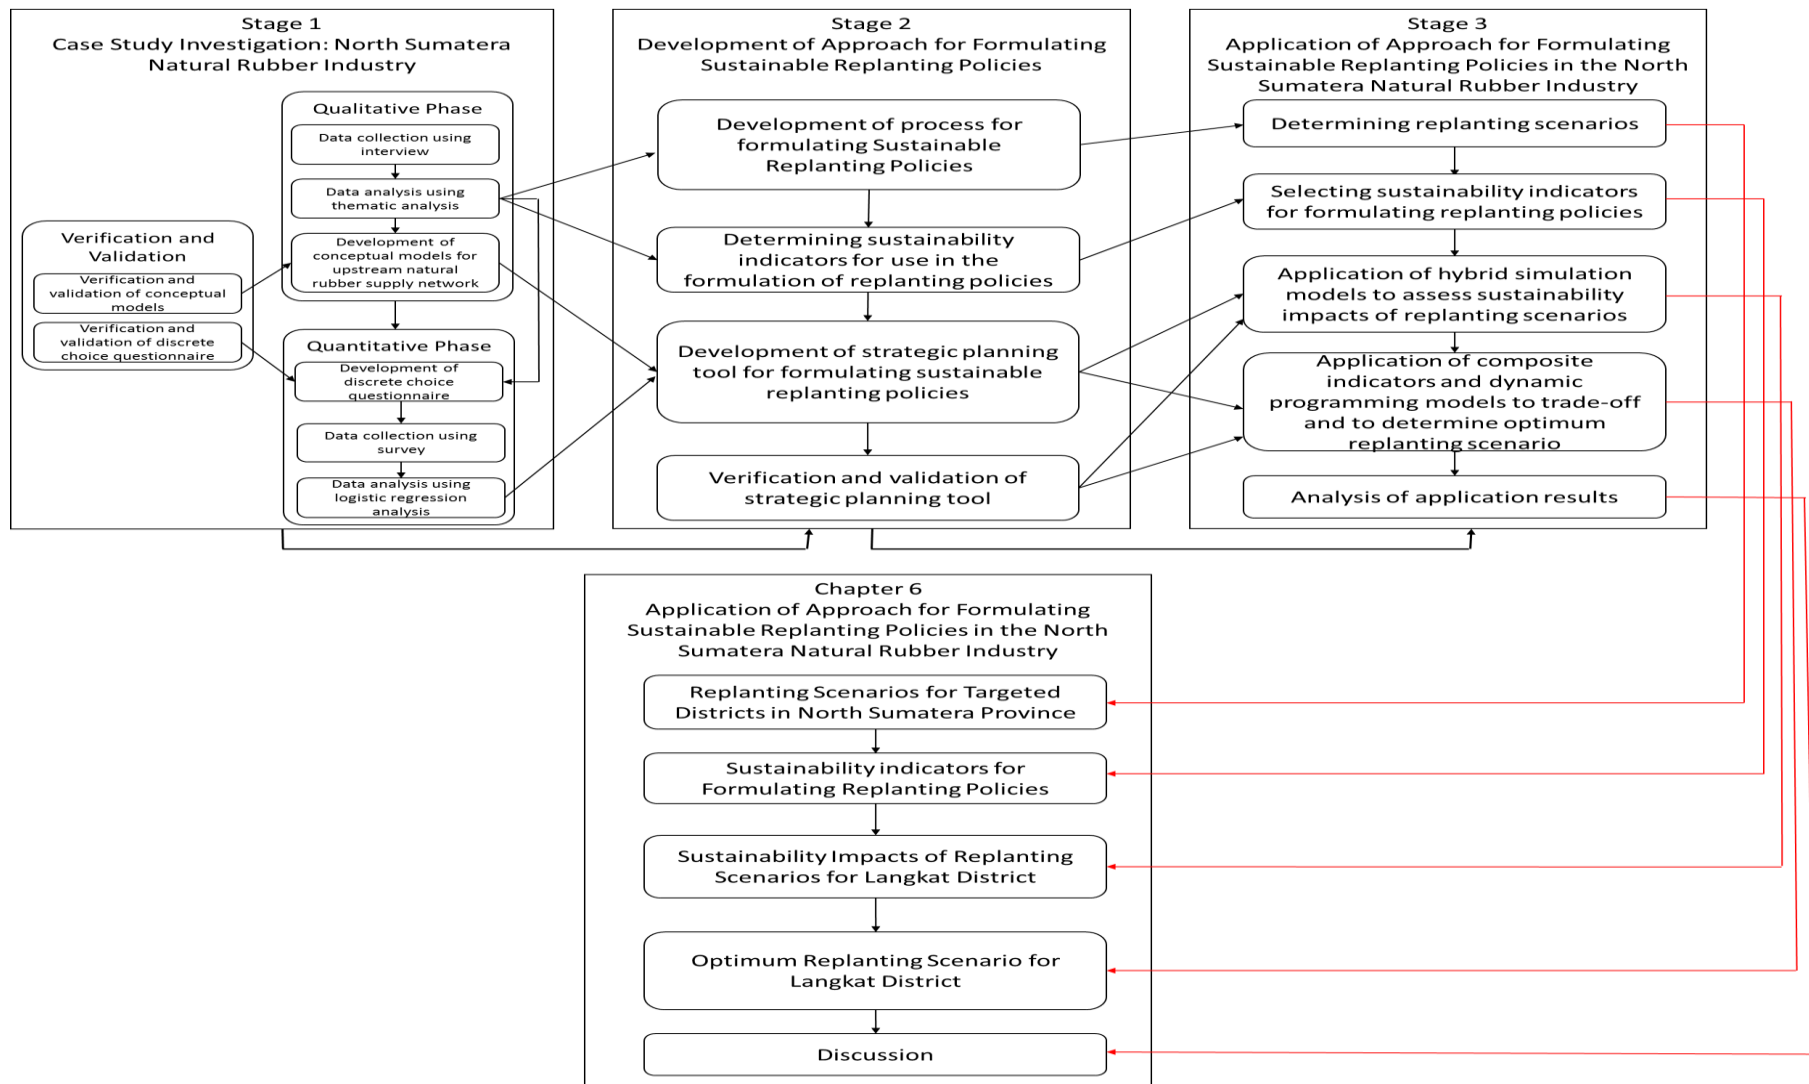 Stage 1
Case Study Investigation: North Sumatera
Natural Rubber Industry
Qualitative Phase
Data collection using
interview
Data analysis using
thematic analysis
Development of
conceptual models for
upstream natural
rubber supply network
Verification and
Validation
Verification and
validation of conceptual
models
Verification and
validation of discrete
choice questionnaire
Quantitative Phase
Development of
discrete choice
questionnaire
Data collection using
survey
Data analysis using
logistic regression
analysis
Stage 2
Development of Approach for Formulating
Sustainable Replanting Policies
Development of process for
formulating Sustainable
Replanting Policies
Determining sustainability
indicators for use in the
formulation of replanting policies
Development of strategic planning
tool for formulating sustainable
replanting policies
Verification and validation of
strategic planning tool
Stage 3
Application of Approach for Formulating
Sustainable Replanting Policies in the North
Sumatera Natural Rubber Industry
Determining replanting scenarios
Selecting sustainability indicators
for formulating replanting policies
Application of hybrid simulation
models to assess sustainability
impacts of replanting scenarios
Application of composite
indicators and dynamic
programming models to trade-off
and to determine optimum
replanting scenario
Analysis of application results
Chapter 6
Application of Approach for Formulating
Sustainable Replanting Policies in the North
Sumatera Natural Rubber Industry
Replanting Scenarios for Targeted
Districts in North Sumatera Province
Sustainability indicators for
Formulating Replanting Policies
Sustainability Impacts of Replanting
Scenarios for Langkat District
Optimum Replanting Scenario for
Langkat District
Discussion